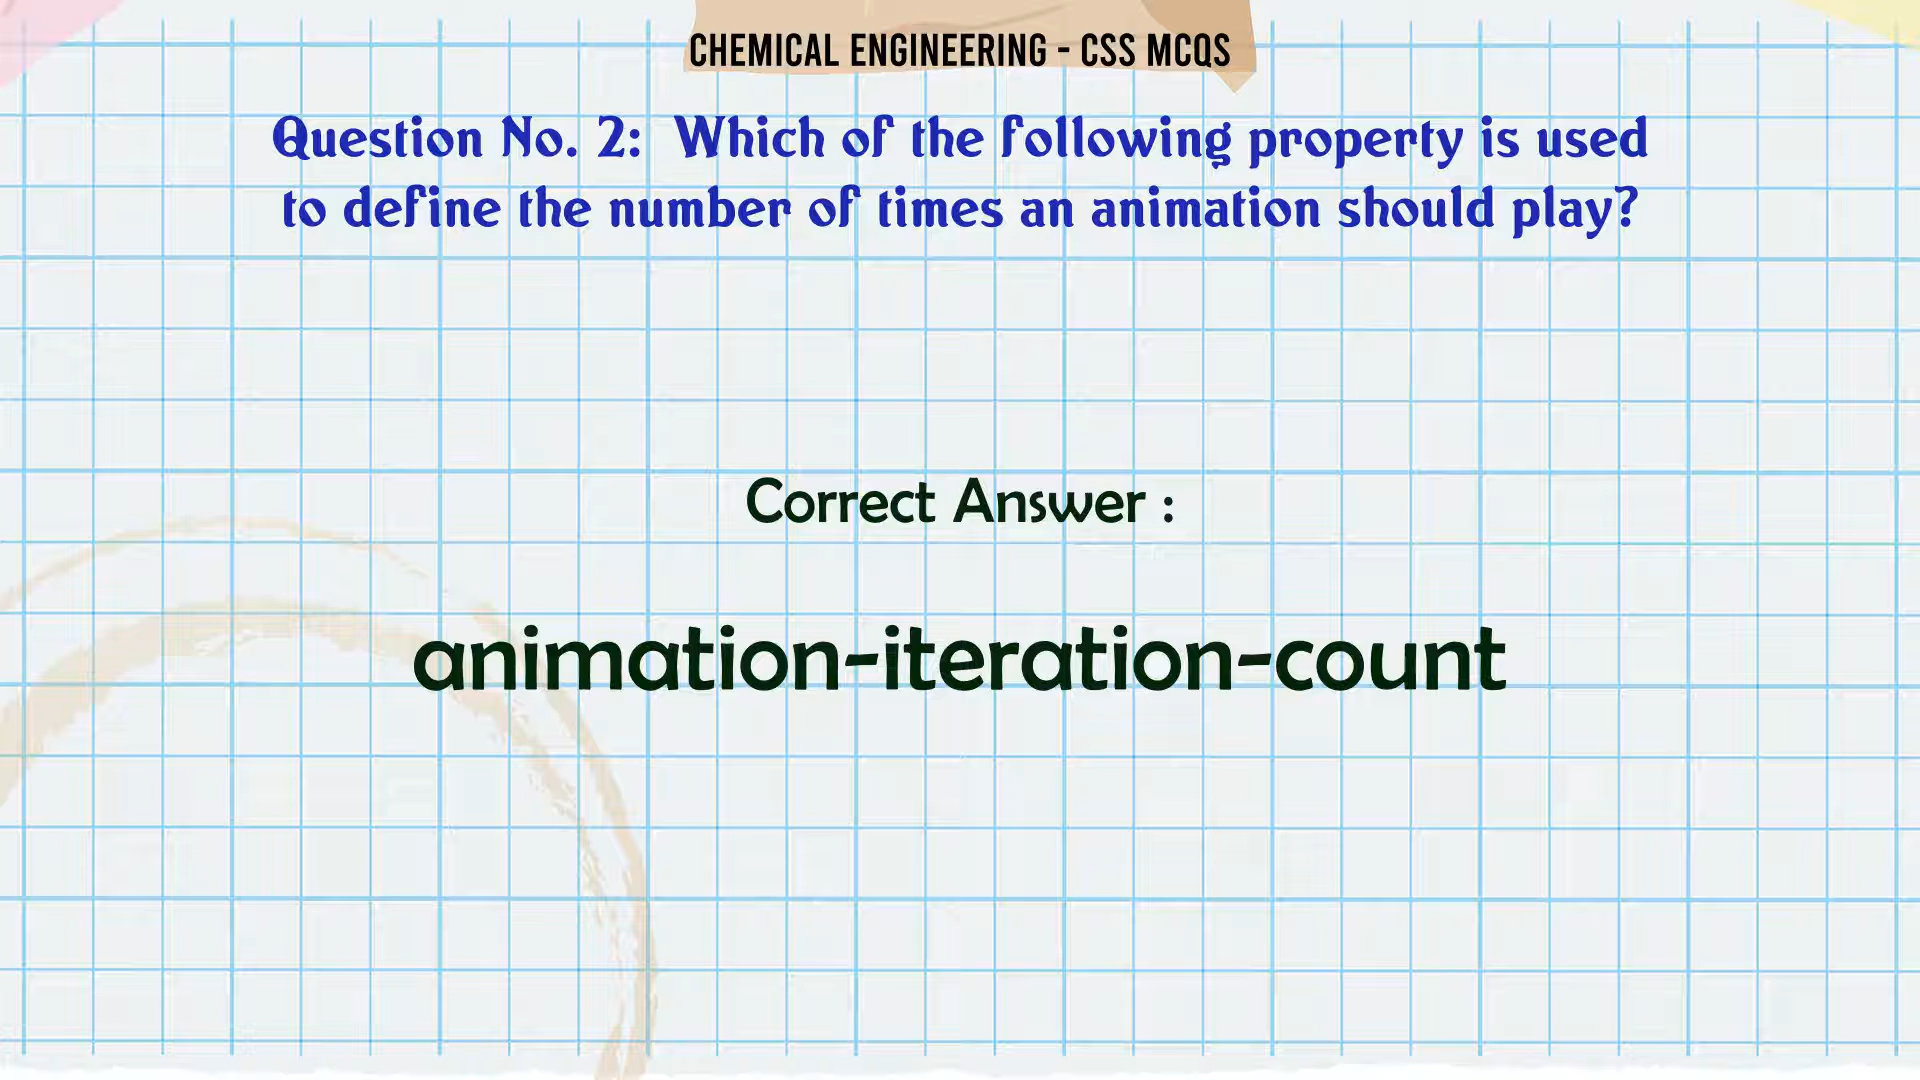 CHEMICAL ENGINEERING - CSS MCQS
Question No. 2: Which of the following property is used
to define the number of times an animation should play?
Correct Answer :
animation-iteration-count